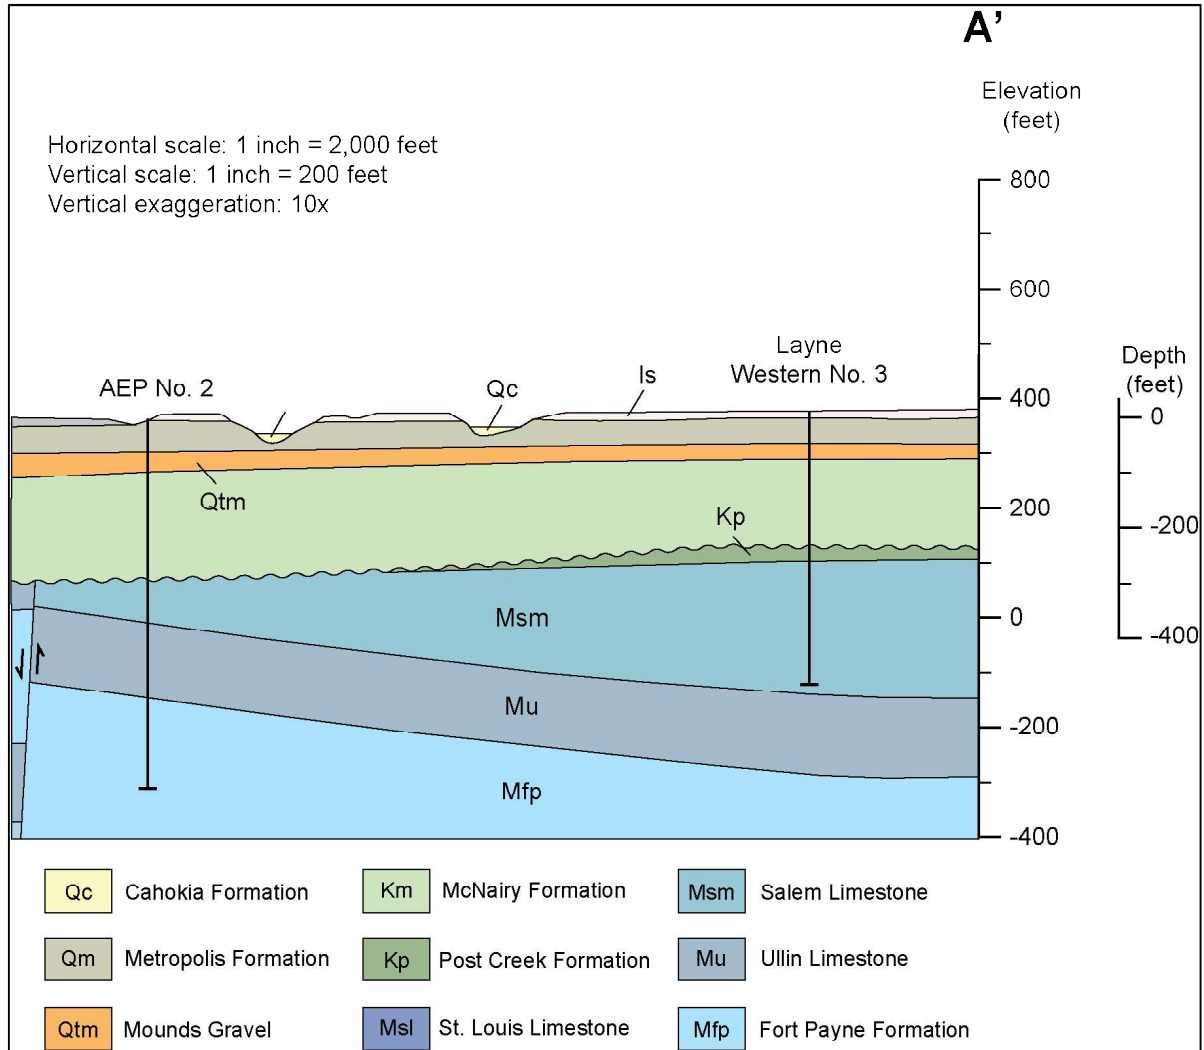 A’
Elevation
(feet)
Horizontal scale: 1 inch = 2,000 feet
Vertical scale: 1 inch = 200 feet
Vertical exaggeration: 10x
800
600
400
200
0
-200
-400
Depth
(feet)
0
-200
-400
AEP No. 2
Qc
ls
Layne
Western No. 3
Qtm
Kp
Msm
Mu
Mfp
Qc Cahokia Formation
Km McNairy Formation
Msm Salem Limestone
Qm Metropolis Formation
Kp Post Creek Formation
Mu Ullin Limestone
Qtm Mounds Gravel
Msl St. Louis Limestone
Mfp Fort Payne Formation